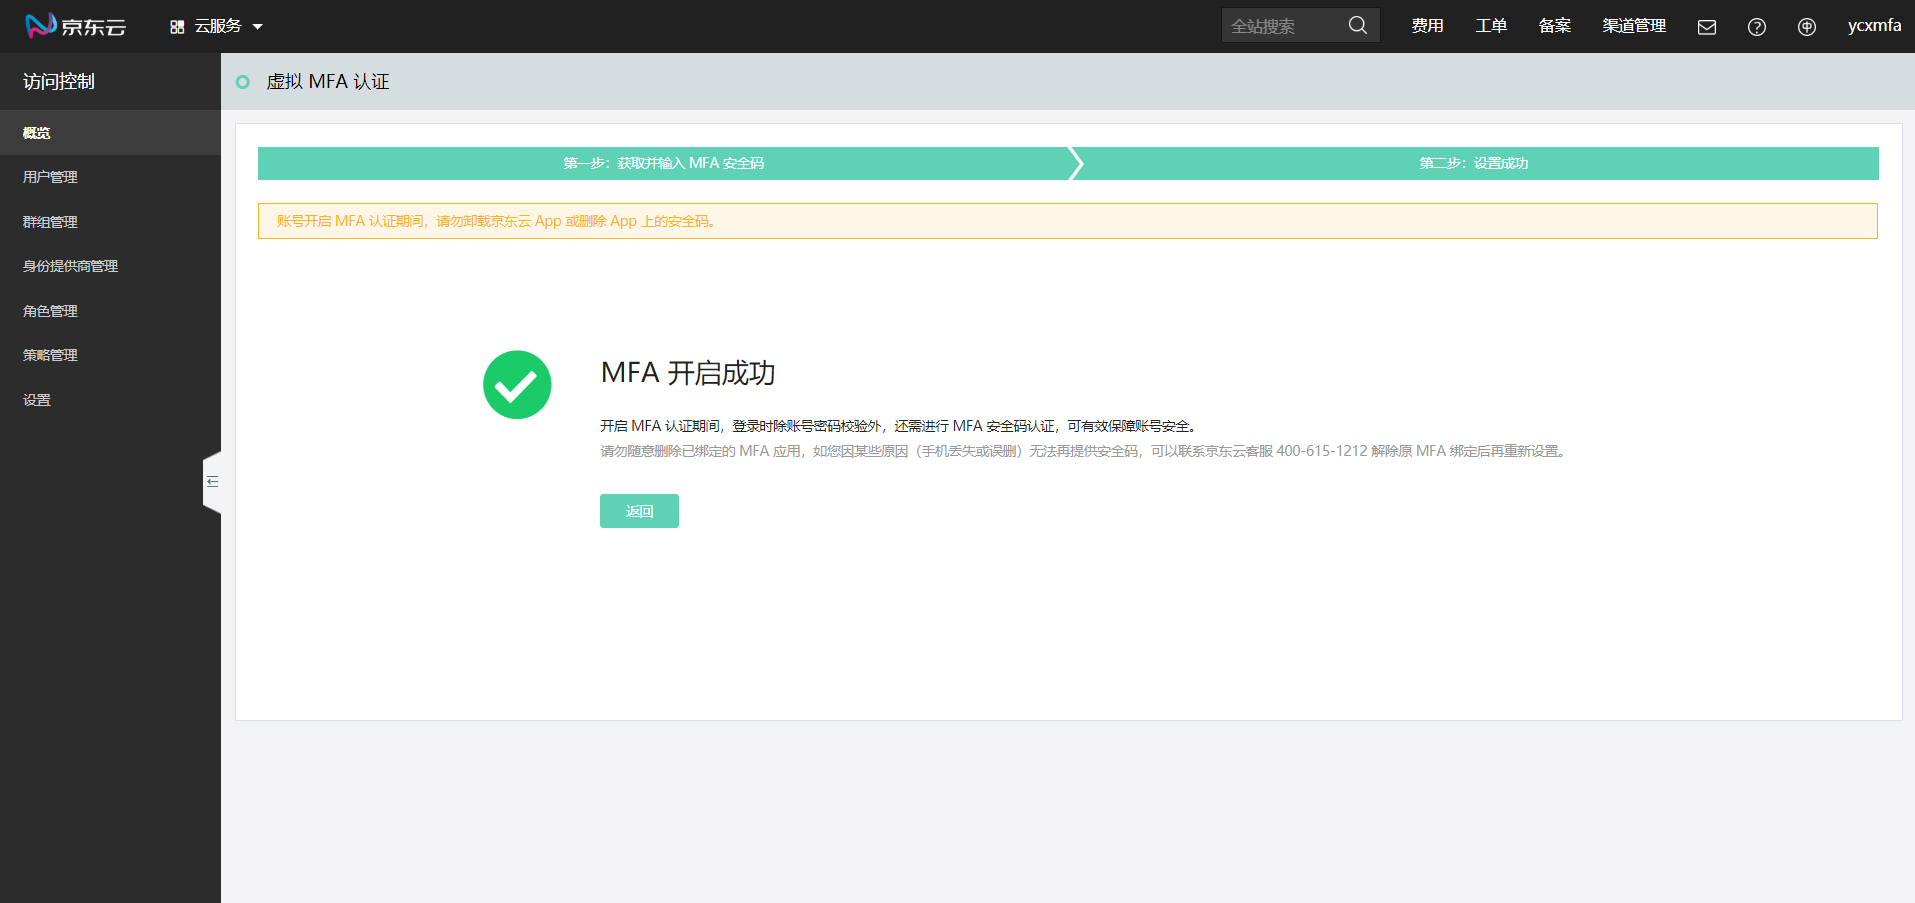 京东云 云服务 全站搜索 费用 工单 备案 渠道管理 ycxmfa
访问控制
概览
用户管理
群组管理
身份提供商管理
角色管理
策略管理
设置
虚拟 MFA 认证
第一步：获取并输入 MFA 安全码 第二步：设置成功
账号开启 MFA 认证期间，请勿卸载京东云 App 或删除 App 上的安全码。
MFA 开启成功
开启 MFA 认证期间，登录时除账号密码校验外，还需进行 MFA 安全码认证，可有效保障账号安全。
请勿随意删除已绑定的 MFA 应用，如您因某些原因（手机丢失或误删）无法再提供安全码，可以联系京东云客服 400-615-1212 解除原 MFA 绑定后再重新设置。
返回